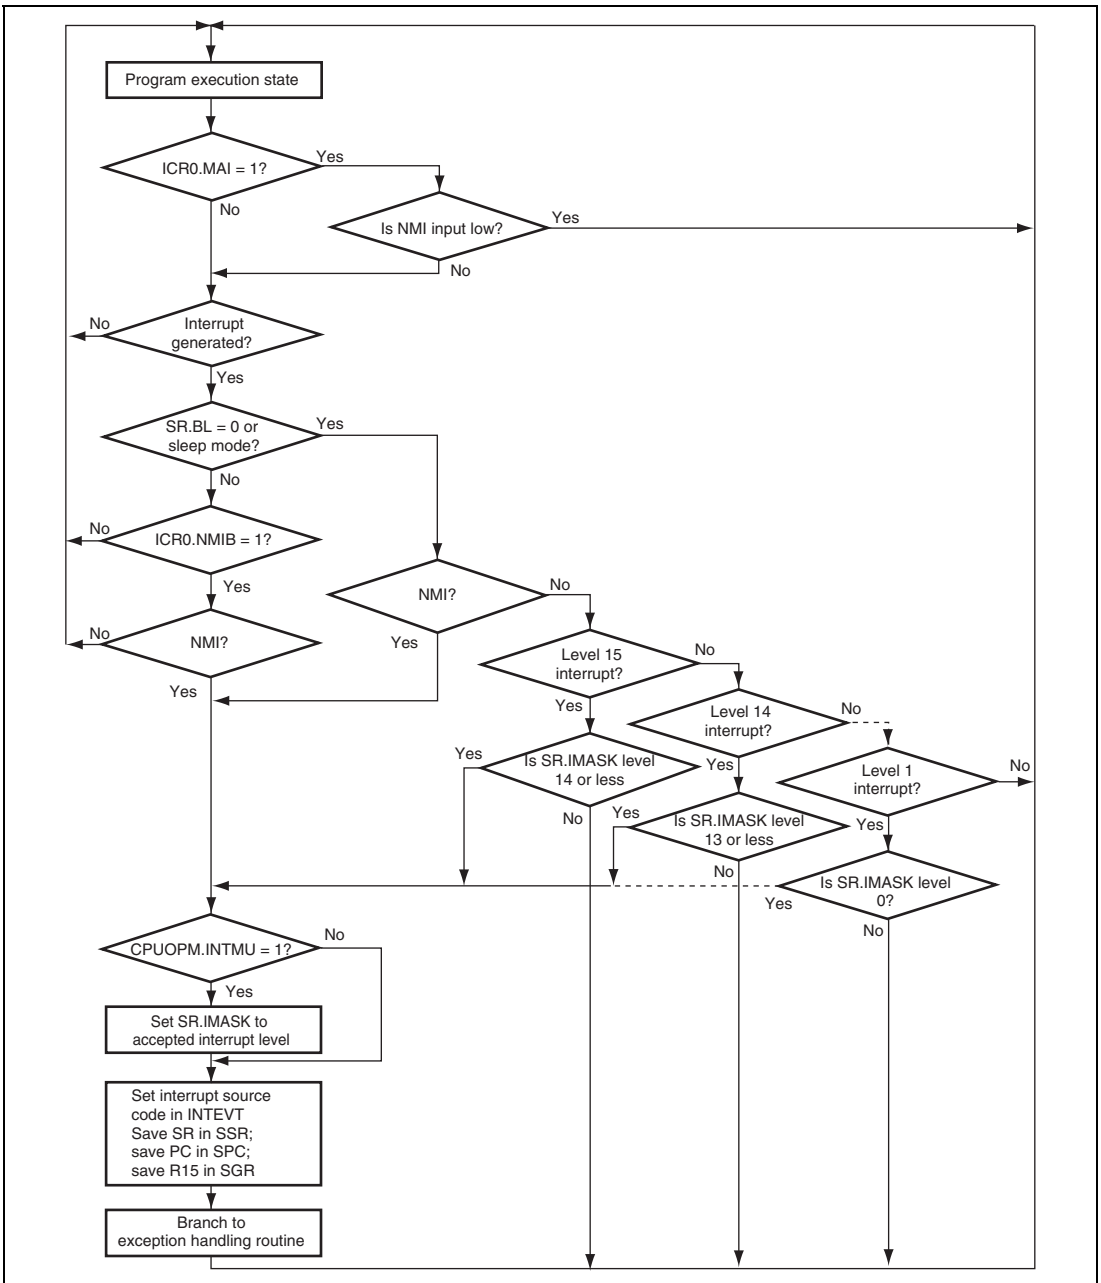 Program execution state
ICR0.MAI = 1?
Yes
No
Is NMI input low?
Yes
No
Interrupt
generated?
No
Yes
SR.BL = 0 or
sleep mode?
Yes
No
ICR0.NMIB = 1?
No
Yes
NMI?
No
Yes
NMI?
No
Yes
Level 15
interrupt?
No
Yes
Level 14
interrupt?
No
Yes
Level 1
interrupt?
No
Yes
Is SR.IMASK level
14 or less
Yes
No
Is SR.IMASK level
13 or less
Yes
No
Is SR.IMASK level
0?
Yes
No
CPUOPM.INTMU = 1?
No
Yes
Set SR.IMASK to
accepted interrupt level
Set interrupt source
code in INTEVT
Save SR in SSR;
save PC in SPC;
save R15 in SGR
Branch to
exception handling routine